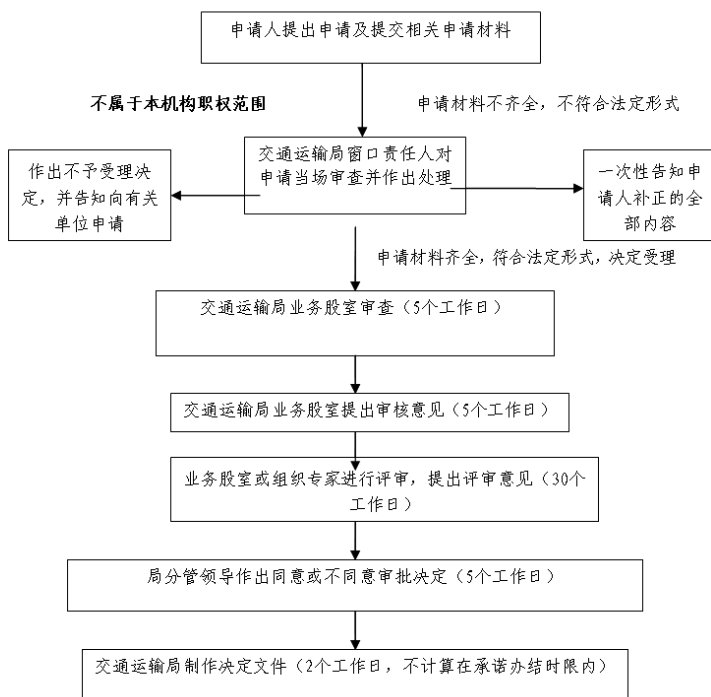 申请人提出申请及提交相关申请材料
不属于本机构职权范围
申请材料不齐全，不符合法定形式
作出不予受理决
定，并告知向有关
单位申请
交通运输局窗口责任人对
申请当场审查并作出处理
一次性告知申
请人补正的全
部内容
申请材料齐全，符合法定形式，决定受理
交通运输局业务股室审查（5个工作日）
交通运输局业务股室提出审核意见（5个工作日）
业务股室或组织专家进行评审，提出评审意见（30个
工作日）
局分管领导作出同意或不同意审批决定（5个工作日）
交通运输局制作决定文件（2个工作日，不计算在承诺办结时限内）